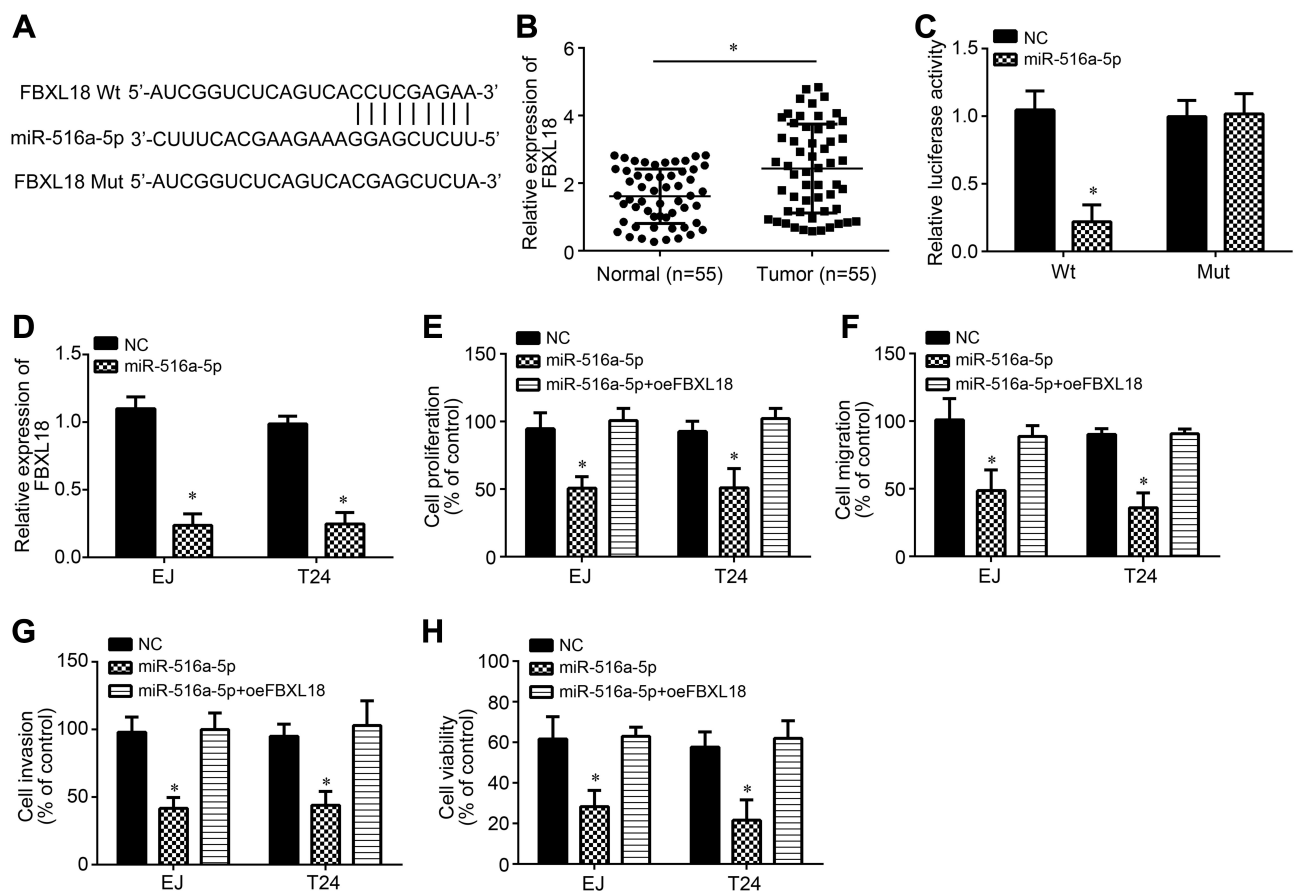 A
FBXL18 Wt 5’-AUCGGUCUCAGUCACCUCGAGAA-3’
miR-516a-5p 3’-CUUUCACGAAGAAAGGAGCUCUU-5’
FBXL18 Mut 5’-AUCGGUCUCAGUCACGAGCUCUA-3’
B
Relative expression of
FBXL18
6
4
2
0
*
Normal (n=55)
Tumor (n=55)
C
Relative luciferase activity
1.5
1.0
0.5
0.0
NC
miR-516a-5p
*
Wt
Mut
D
Relative expression of
FBXL18
1.5
1.0
0.5
0.0
NC
miR-516a-5p
*
*
EJ
T24
E
Cell proliferation
(% of control)
150
100
50
0
NC
miR-516a-5p
miR-516a-5p+oeFBXL18
*
*
EJ
T24
F
Cell migration
(% of control)
150
100
50
0
NC
miR-516a-5p
miR-516a-5p+oeFBXL18
*
*
EJ
T24
G
Cell invasion
(% of control)
150
100
50
0
NC
miR-516a-5p
miR-516a-5p+oeFBXL18
*
*
EJ
T24
H
Cell viability
(% of control)
100
80
60
40
20
0
NC
miR-516a-5p
miR-516a-5p+oeFBXL18
*
*
EJ
T24